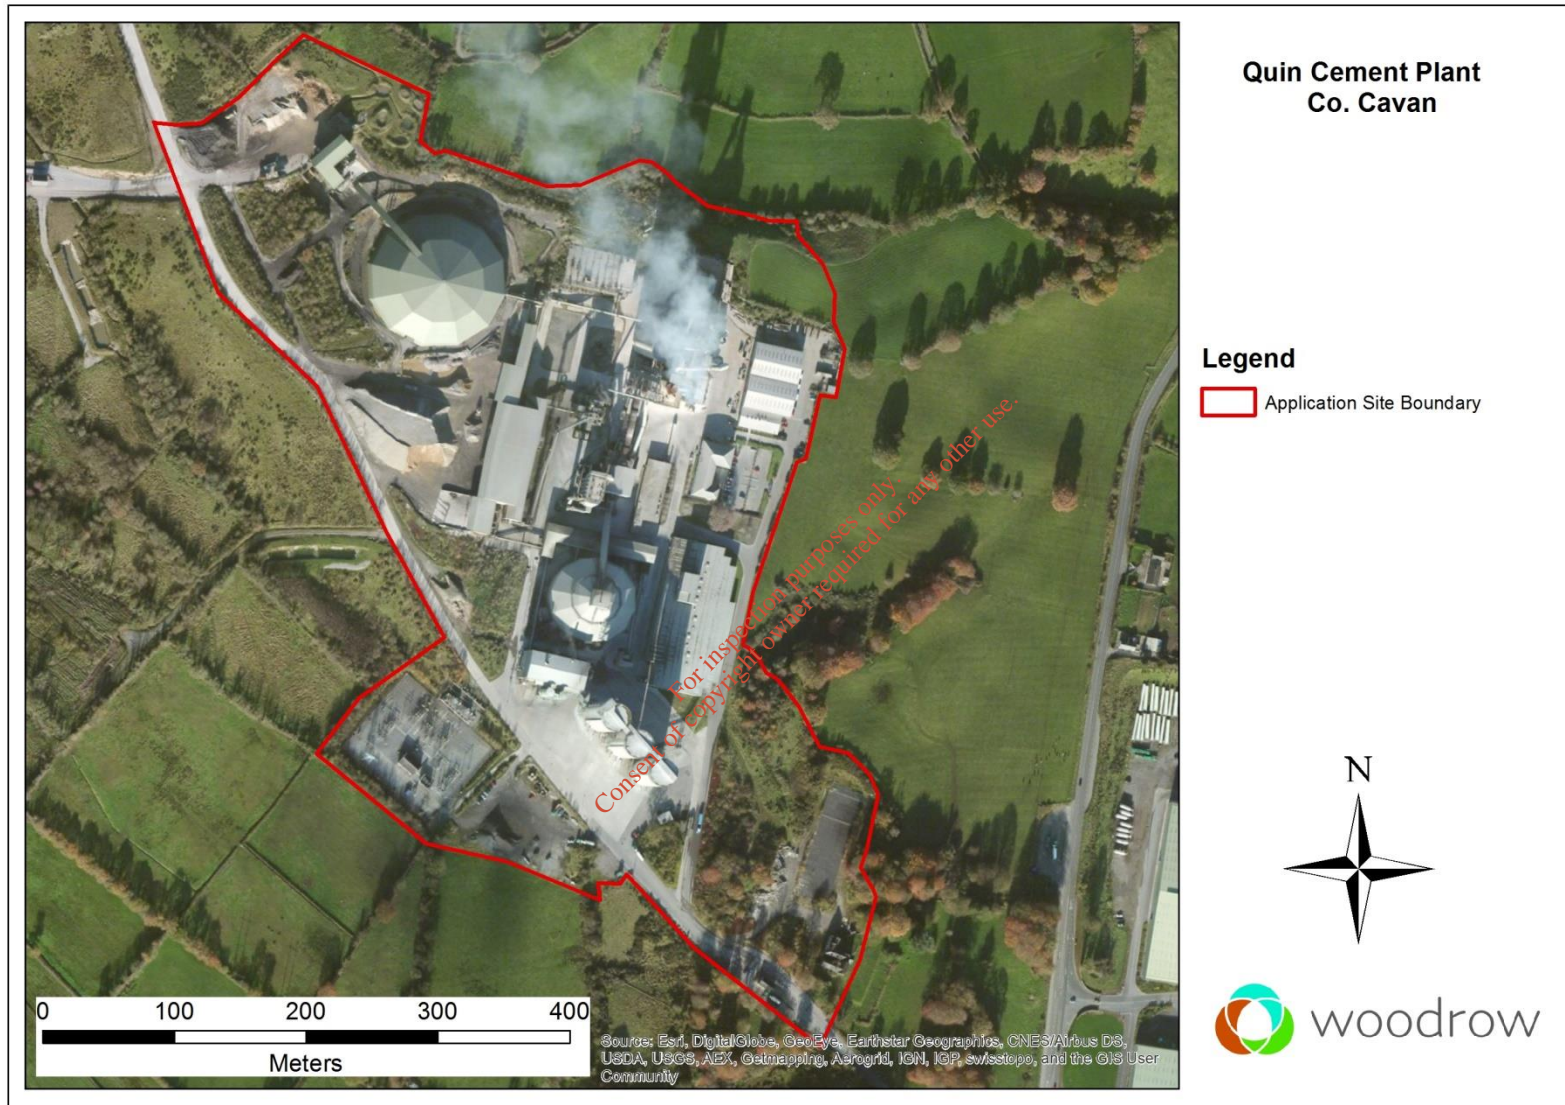 Quin Cement Plant
Co. Cavan
Legend
Application Site Boundary
For inspection purposes only.
Consent of copyright owner required for any other use.
N
woodrow
0 100 200 300 400
Meters
Source: Esri, DigitalGlobe, GeoEye, Earthstar Geographics, CNES/Airbus DS,
USDA, USGS, AEX, Getmapping, Aerogrid, IGN, IGP, swisstopo, and the GIS User
Community